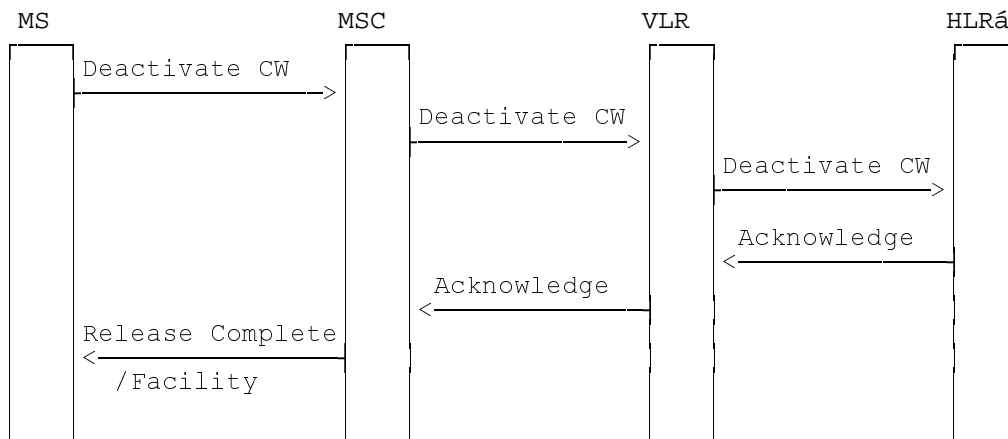 MS MSC VLR HLRá
Deactivate CW
Deactivate CW
Deactivate CW
Acknowledge
Acknowledge
Release Complete
/Facility